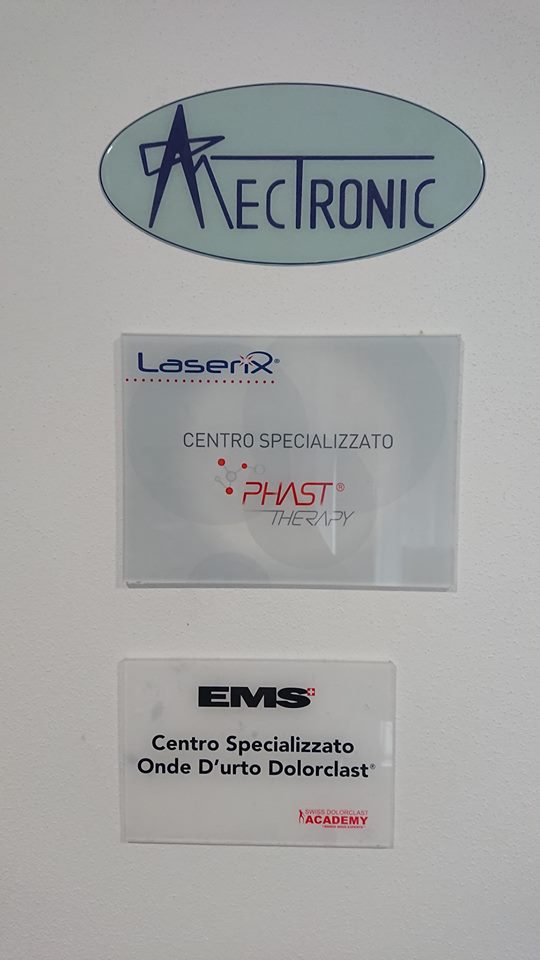 MECTRONIC
LASERIX®
CENTRO SPECIALIZZATO
PHAST®
THERAPY
EMS+
Centro Specializzato
Onde D'urto Dolorclast®
SWISS DOLORCLAST
ACADEMY